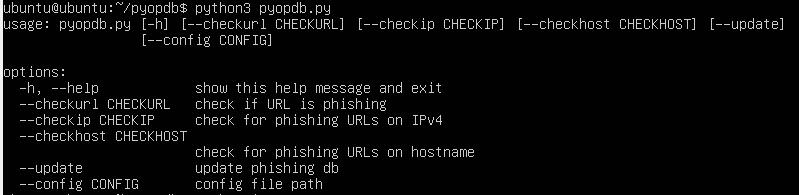 ubuntu@ubuntu:~/pyopdb$ python3 pyopdb.py
usage: pyopdb.py [-h] [--checkurl CHECKURL] [--checkip CHECKIP] [--checkhost CHECKHOST] [--update]
                 [--config CONFIG]

options:
  -h, --help            show this help message and exit
  --checkurl CHECKURL   check if URL is phishing
  --checkip CHECKIP     check for phishing URLs on IPv4
  --checkhost CHECKHOST
                        check for phishing URLs on hostname
  --update              update phishing db
  --config CONFIG       config file path